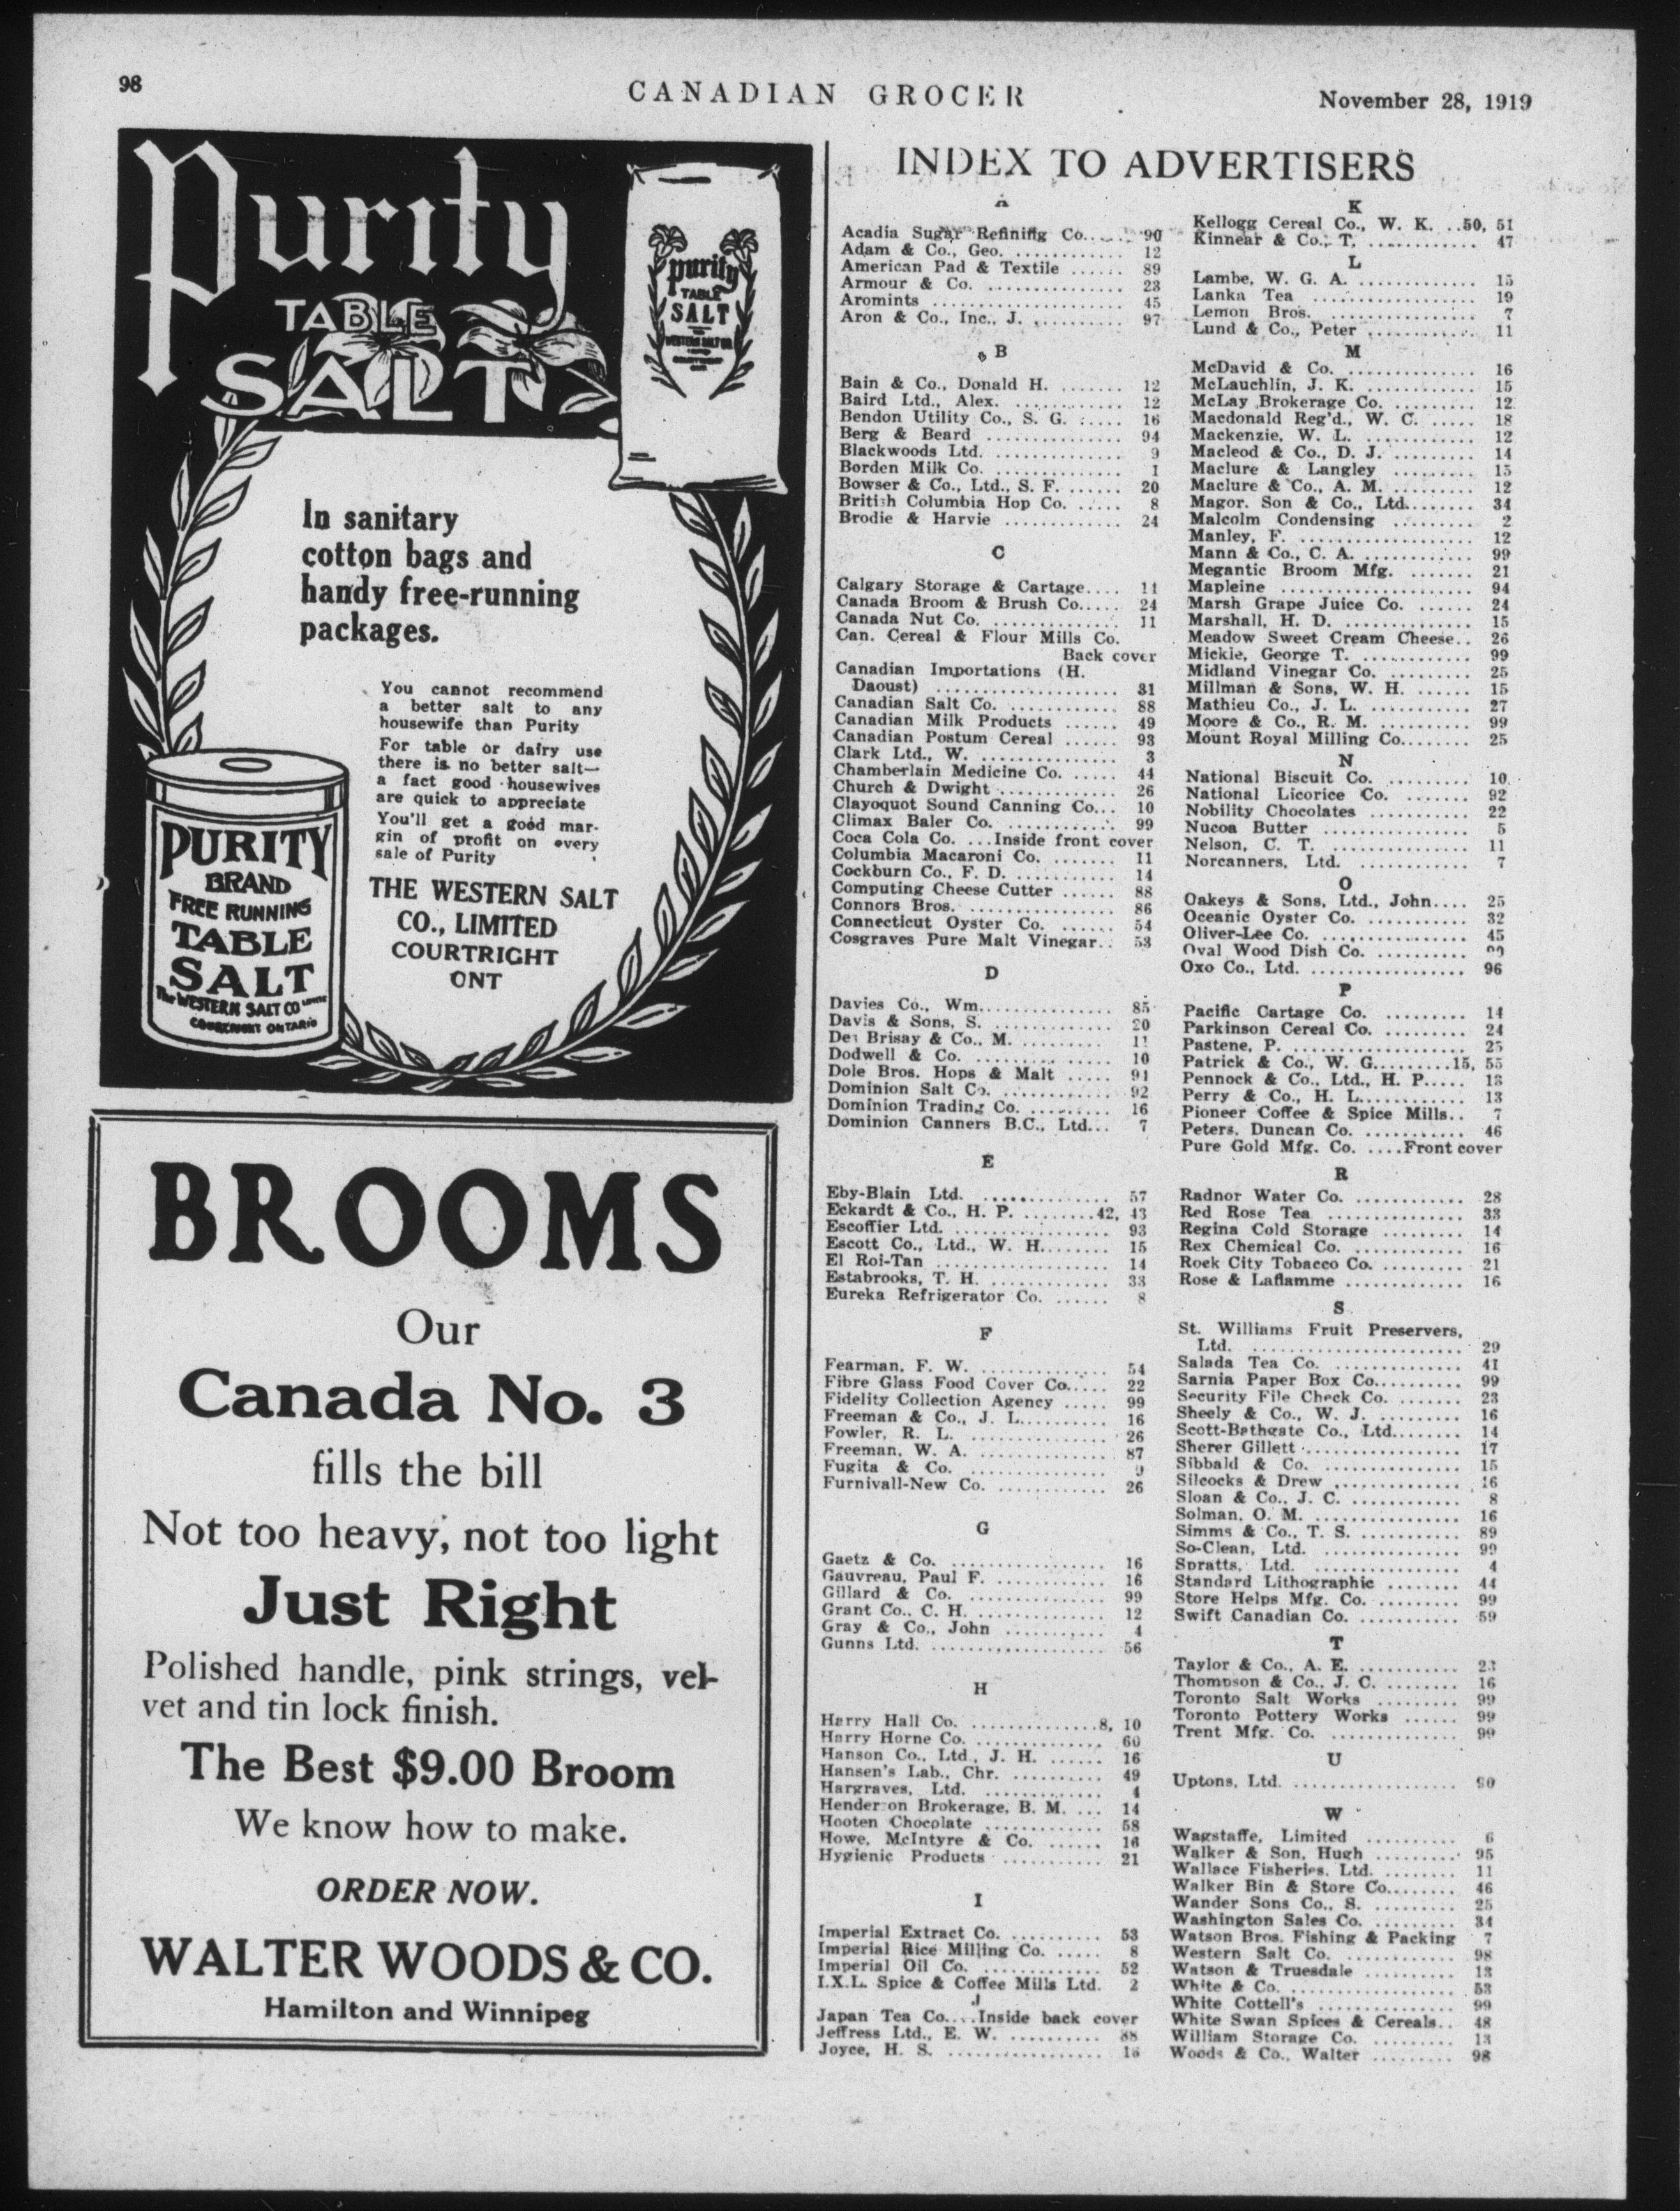 98
CANADIAN GROCER
November 28, 1919
Purity
TABLE
SALT
purity
TABLE
SALT
In sanitary
cotton bags and
handy free-running
packages.
You cannot recommend
a better salt to any
housewife than Purity
For table or dairy use
there is no better salt—
a fact good housewives
are quick to appreciate
You'll get a good mar-
gin of profit on every
sale of Purity
THE WESTERN SALT
CO., LIMITED
COURTRIGHT
ONT
PURITY
BRAND
FREE RUNNING
TABLE
SALT
The WESTERN SALT CO LIMITED
COURTRIGHT ONTARIO
BROOMS
Our
Canada No. 3
fills the bill
Not too heavy, not too light
Just Right
Polished handle, pink strings, vel-
vet and tin lock finish.
The Best $9.00 Broom
We know how to make.
ORDER NOW.
WALTER WOODS & CO.
Hamilton and Winnipeg
INDEX TO ADVERTISERS
A
Acadia Sugar Refining Co. .... 90
Adam & Co., Geo. ............ 12
American Pad & Textile ...... 89
Armour & Co. ............... 23
Aromints .................... 45
Aron & Co., Inc., J. .......... 97
B
Bain & Co., Donald H. ....... 12
Baird Ltd., Alex. ............ 12
Bendon Utility Co., S. G. ..... 16
Berg & Beard ............... 94
Blackwoods Ltd. .............. 9
Borden Milk Co. .............. 1
Bowser & Co., Ltd., S. F. ...... 20
British Columbia Hop Co. ..... 8
Brodie & Harvie ............. 24
C
Calgary Storage & Cartage.... 11
Canada Broom & Brush Co..... 24
Canada Nut Co. .............. 11
Can. Cereal & Flour Mills Co.
Back cover
Canadian Importations (H.
Daoust) .................... 31
Canadian Salt Co. ............ 88
Canadian Milk Products ...... 49
Canadian Postum Cereal ...... 93
Clark Ltd., W. ............... 3
Chamberlain Medicine Co. ..... 44
Church & Dwight ............. 26
Clayoquot Sound Canning Co... 10
Climax Baler Co. ............ 99
Coca Cola Co. ...Inside front cover
Columbia Macaroni Co. ....... 11
Cockburn Co., F. D. ........... 14
Computing Cheese Cutter ...... 88
Connors Bros. ................ 86
Connecticut Oyster Co. ...... 54
Cosgraves Pure Malt Vinegar.. 53
D
Davies Co., Wm............... 85
Davis & Sons, S. ............. 20
Des Brisay & Co., M. ......... 11
Dodwell & Co. ............... 10
Dole Bros. Hops & Malt ..... 91
Dominion Salt Co. ............ 92
Dominion Trading Co. ......... 16
Dominion Canners B.C., Ltd... 7
E
Eby-Blain Ltd. .............. 57
Eckardt & Co., H. P. ........42, 43
Escoffier Ltd. ................. 93
Escott Co., Ltd., W. H........ 15
El Roi-Tan ................... 14
Estabrooks, T. H. ............. 33
Eureka Refrigerator Co. ...... 8
F
Fearman, F. W. .............. 54
Fibre Glass Food Cover Co..... 22
Fidelity Collection Agency ..... 99
Freeman & Co., J. L.......... 16
Fowler, R. L. ............... 26
Freeman, W. A. .............. 87
Fugita & Co. ............... 9
Furnivall-New Co. ............ 26
G
Gaetz & Co. ................. 16
Gauvreau, Paul F. ............ 16
Gillard & Co. ............... 99
Grant Co., C. H. .............. 12
Gray & Co., John ........... 4
Gunns Ltd. ................... 56
H
Harry Hall Co. ..............8, 10
Harry Horne Co. .............. 60
Hanson Co., Ltd., J. H. ...... 16
Hansen's Lab., Chr. .......... 49
Hargraves, Ltd. ............. 4
Henderson Brokerage, B. M. ... 14
Hooten Chocolate ............. 58
Howe, McIntyre & Co. ...... 16
Hygienic Products ........... 21
I
Imperial Extract Co. .......... 53
Imperial Rice Milling Co. ..... 8
Imperial Oil Co. ............. 52
I.X.L. Spice & Coffee Mills Ltd. 2
J
Japan Tea Co....Inside back cover
Jeffress Ltd., E. W. .......... 88
Joyce, H. S. ................. 16
K
Kellogg Cereal Co., W. K. ..50, 51
Kinnear & Co., T. ............ 47
L
Lambe, W. G. A. ............. 15
Lanka Tea .................. 19
Lemon Bros. ................. 7
Lund & Co., Peter ............ 11
M
McDavid & Co. .............. 16
McLauchlin, J. K. ............ 15
McLay Brokerage Co. ......... 12
Macdonald Reg'd., W. C. ..... 18
Mackenzie, W. L. ............ 12
Macleod & Co., D. J. ......... 14
Maclure & Langley ......... 15
Maclure & Co., A. M. ......... 12
Magor. Son & Co., Ltd........ 34
Malcolm Condensing ......... 2
Manley, F. ................... 12
Mann & Co., C. A. ............ 99
Megantic Broom Mfg. ....... 21
Mapleine ..................... 94
Marsh Grape Juice Co. ...... 24
Marshall, H. D. .............. 15
Meadow Sweet Cream Cheese.. 26
Mickle, George T. ............ 99
Midland Vinegar Co. ......... 25
Millman & Sons, W. H. ...... 15
Mathieu Co., J. L. ............ 27
Moore & Co., R. M. .......... 99
Mount Royal Milling Co........ 25
N
National Biscuit Co. ......... 10
National Licorice Co. ....... 92
Nobility Chocolates ........... 22
Nucoa Butter ................ 5
Nelson, C. T. ............... 11
Norcanners, Ltd. ............ 7
O
Oakeys & Sons, Ltd., John.... 25
Oceanic Oyster Co. ........... 32
Oliver-Lee Co. ................ 45
Oval Wood Dish Co. ..........
Oxo Co., Ltd. ................. 96
P
Pacific Cartage Co. ......... 14
Parkinson Cereal Co. ......... 24
Pastene, P. ................... 25
Patrick & Co., W. G.........15, 55
Pennock & Co., Ltd., H. P..... 13
Perry & Co., H. L............ 13
Pioneer Coffee & Spice Mills.. 7
Peters, Duncan Co. ........... 46
Pure Gold Mfg. Co. ....Front cover
R
Radnor Water Co. ............ 28
Red Rose Tea ............... 33
Regina Cold Storage ......... 14
Rex Chemical Co. ............ 16
Rock City Tobacco Co. ......... 21
Rose & Laflamme ............. 16
S
St. Williams Fruit Preservers,
Ltd. ....................... 29
Salada Tea Co. .............. 41
Sarnia Paper Box Co.......... 99
Security File Check Co. ....... 23
Sheely & Co., W. J. ......... 16
Scott-Bathgate Co., Ltd........ 14
Sherer Gillett ................. 17
Sibbald & Co. ............... 15
Silcocks & Drew .............. 16
Sloan & Co., J. C. ............ 8
Solman, O. M. ................ 16
Simms & Co., T. S. ........... 89
So-Clean, Ltd. ............... 99
Spratts, Ltd. ................ 4
Standard Lithographic ........ 44
Store Helps Mfg. Co. ......... 99
Swift Canadian Co. ........... 59
T
Taylor & Co., A. E. ........... 23
Thompson & Co., J. C. ........ 16
Toronto Salt Works ......... 99
Toronto Pottery Works ...... 99
Trent Mfg. Co. .............. 99
U
Uptons, Ltd. .................. 90
W
Wagstaffe, Limited .......... 6
Walker & Son, Hugh ......... 95
Wallace Fisheries, Ltd. ........ 11
Walker Bin & Store Co........ 46
Wander Sons Co., S. ......... 25
Washington Sales Co. ......... 34
Watson Bros. Fishing & Packing 7
Western Salt Co. ............ 98
Watson & Truesdale .......... 13
White & Co. ................. 53
White Cottell's ............... 99
White Swan Spices & Cereals.. 48
William Storage Co. ......... 13
Woods & Co., Walter ......... 98